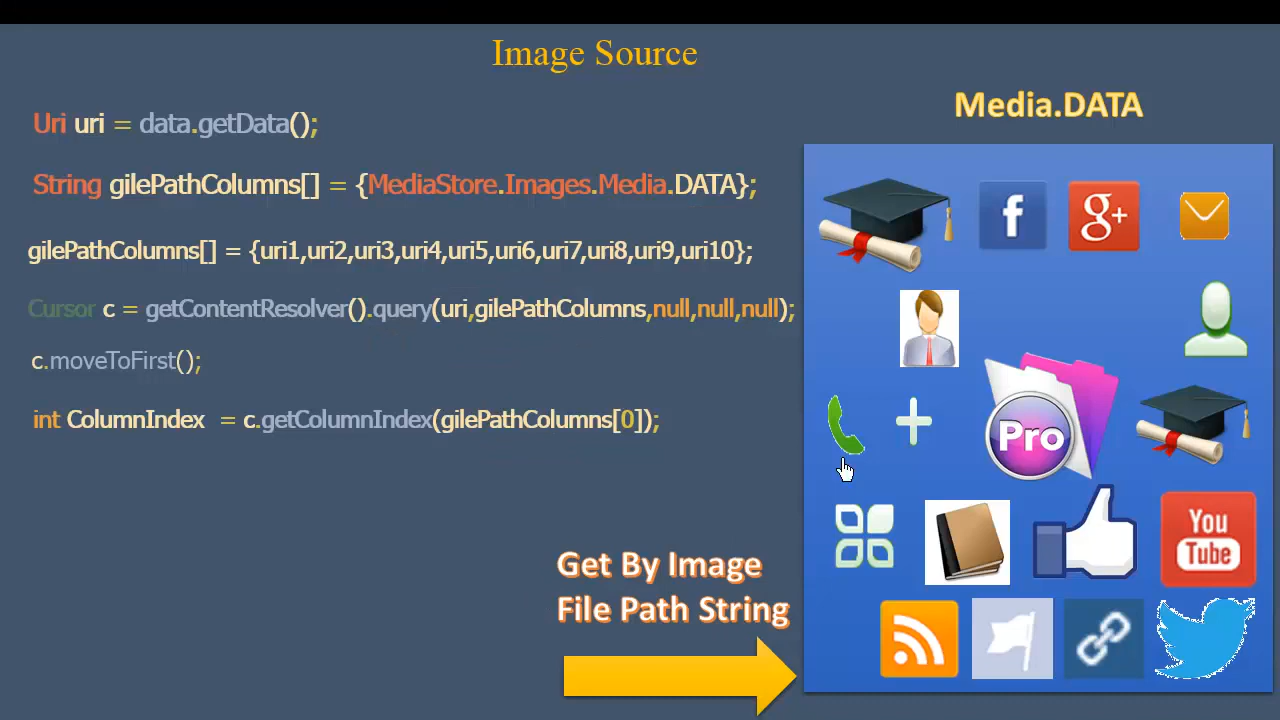 Image Source
Media.DATA
Uri uri = data.getData();
String gilePathColumns[] = {MediaStore.Images.Media.DATA};
gilePathColumns[] = {uri1,uri2,uri3,uri4,uri5,uri6,uri7,uri8,uri9,uri10};
Cursor c = getContentResolver().query(uri,gilePathColumns,null,null,null);
c.moveToFirst();
int ColumnIndex = c.getColumnIndex(gilePathColumns[0]);
f
g+
Pro
You
Tube
Get By Image
File Path String